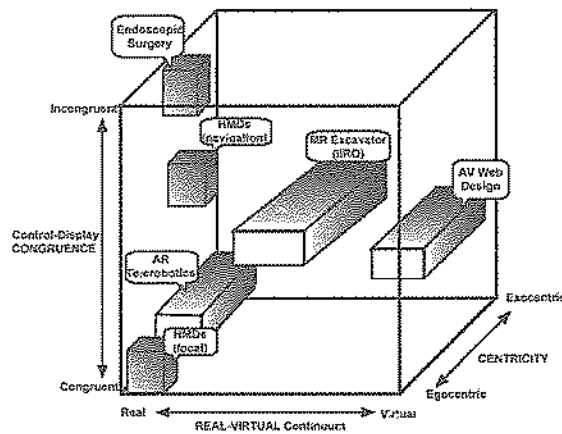 Endoscopic
Surgery
Incongruent
HMDs
(navigation)
MR Excavator
AV Web
Design
Control-Display
CONGRUENCE
AR
Telerobotics
HMDs
(local)
Exocentric
CENTRICITY
Egocentric
Congruent
Real
Virtual
REAL-VIRTUAL Continuum